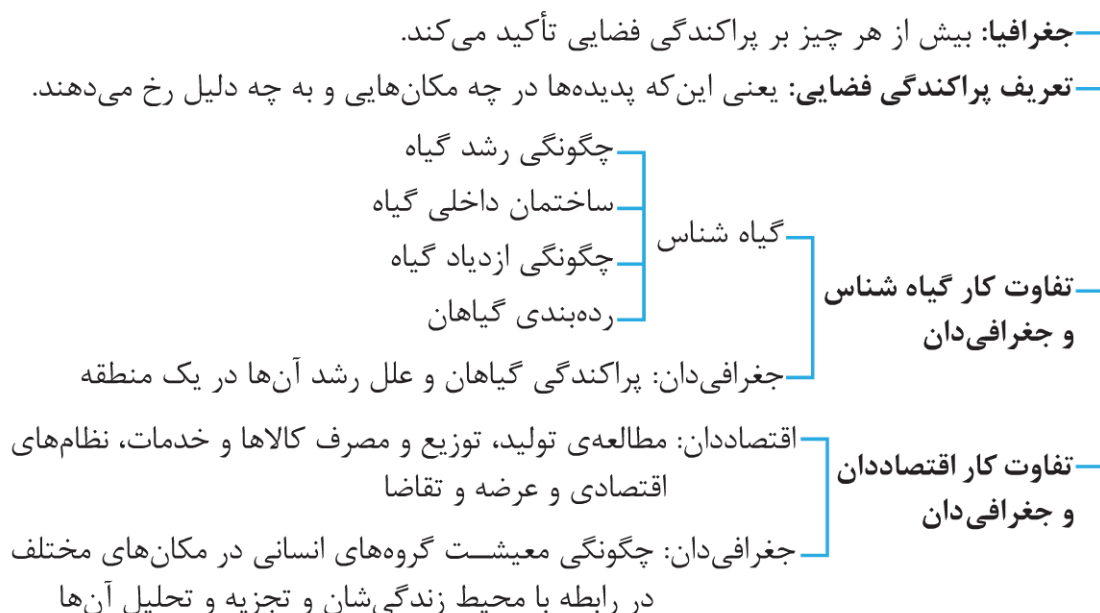 جغرافیا: بیش از هر چیز بر پراکندگی فضایی تأکید می‌کند.
تعریف پراکندگی فضایی: یعنی این‌که پدیده‌ها در چه مکان‌هایی و به چه دلیل رخ می‌دهند.
تفاوت کار گیاه شناس
و جغرافی‌دان
گیاه شناس
چگونگی رشد گیاه
ساختمان داخلی گیاه
چگونگی ازدیاد گیاه
رده‌بندی گیاهان
جغرافی‌دان: پراکندگی گیاهان و علل رشد آن‌ها در یک منطقه
تفاوت کار اقتصاددان
و جغرافی‌دان
اقتصاددان: مطالعه‌ی تولید، توزیع و مصرف کالاها و خدمات، نظام‌های
اقتصادی و عرضه و تقاضا
جغرافی‌دان: چگونگی معیشت گروه‌های انسانی در مکان‌های مختلف
در رابطه با محیط زندگی‌شان و تجزیه و تحلیل آن‌ها